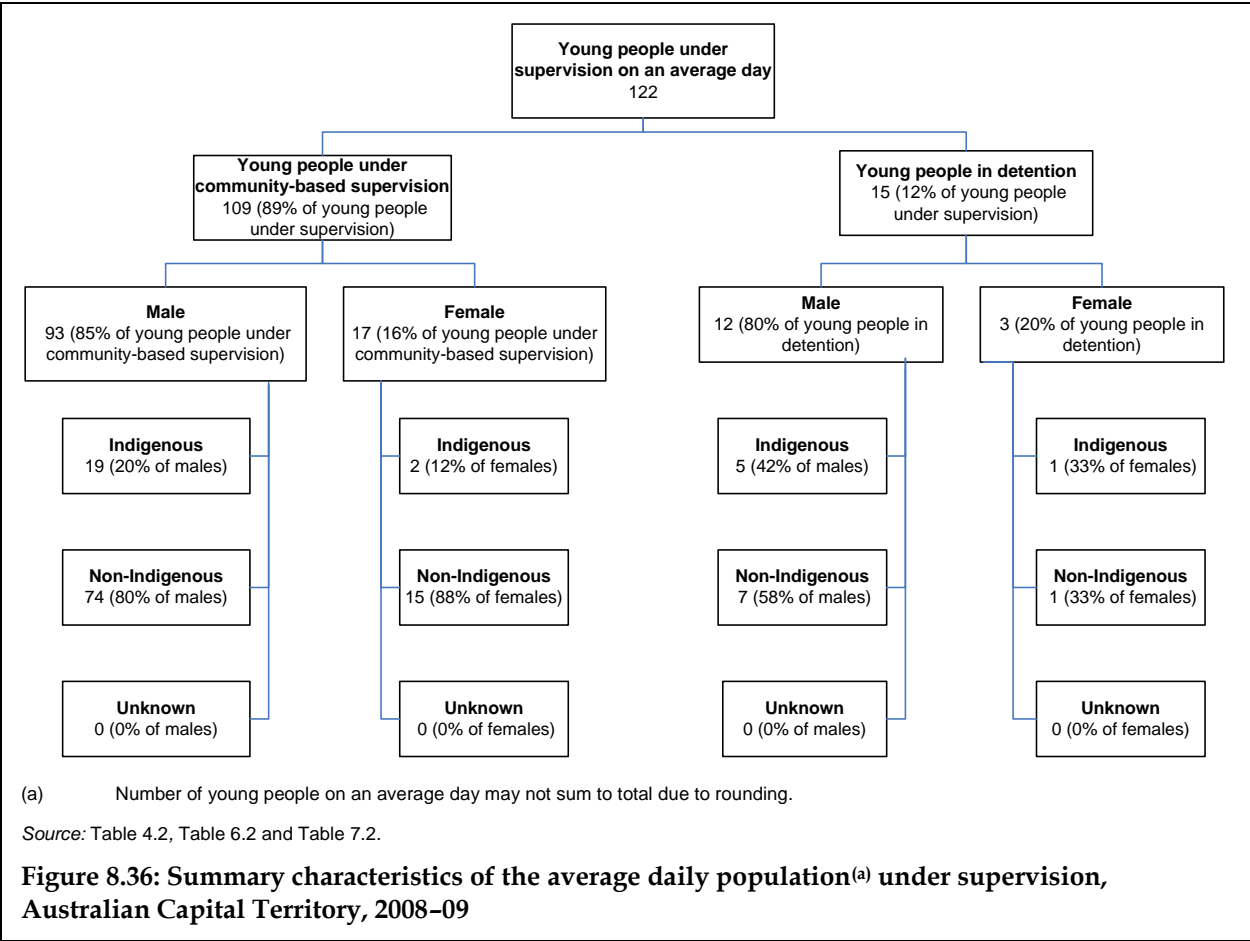 Young people under
supervision on an average day
122
Young people under
community-based supervision
109 (89% of young people
under supervision)
Young people in detention
15 (12% of young people
under supervision)
Male
93 (85% of young people under
community-based supervision)
Female
17 (16% of young people under
community-based supervision)
Male
12 (80% of young people in
detention)
Female
3 (20% of young people in
detention)
Indigenous
19 (20% of males)
Indigenous
2 (12% of females)
Indigenous
5 (42% of males)
Indigenous
1 (33% of females)
Non-Indigenous
74 (80% of males)
Non-Indigenous
15 (88% of females)
Non-Indigenous
7 (58% of males)
Non-Indigenous
1 (33% of females)
Unknown
0 (0% of males)
Unknown
0 (0% of females)
Unknown
0 (0% of males)
Unknown
0 (0% of females)
(a) Number of young people on an average day may not sum to total due to rounding.
Source: Table 4.2, Table 6.2 and Table 7.2.
Figure 8.36: Summary characteristics of the average daily population(a) under supervision,
Australian Capital Territory, 2008–09